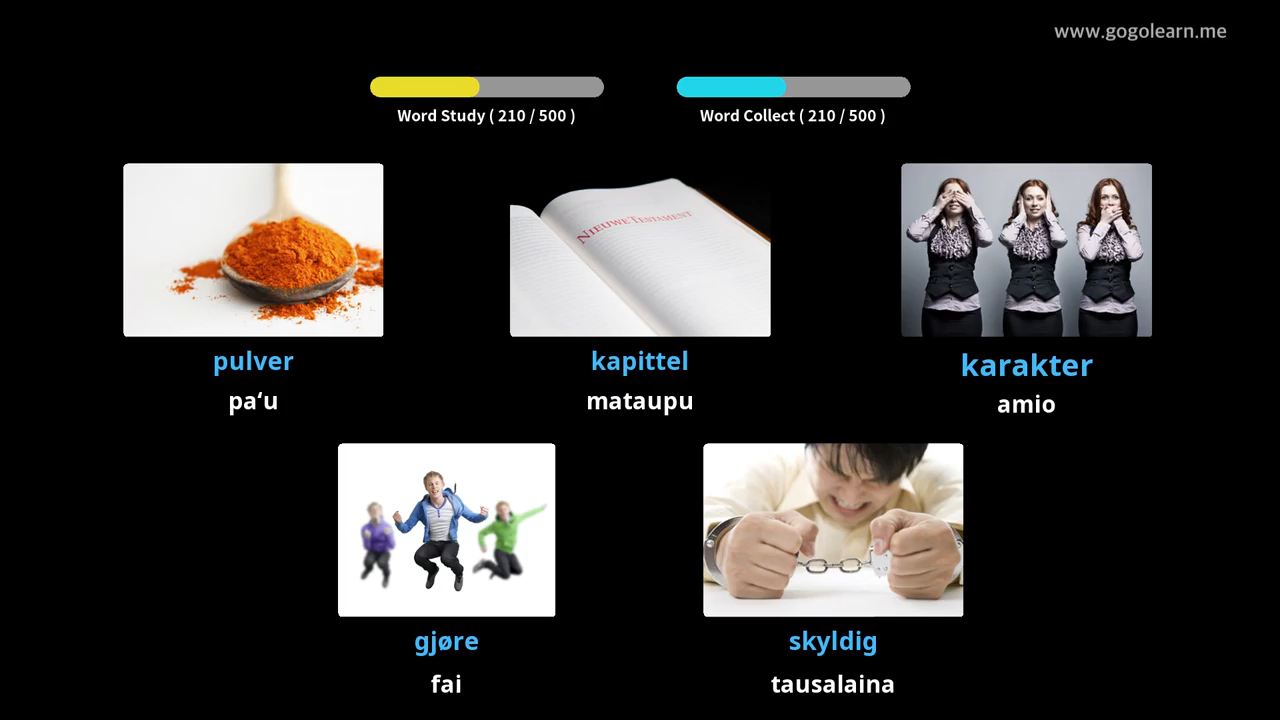 www.gogolearn.me
Word Study ( 210 / 500 )
Word Collect ( 210 / 500 )
NIEUWE TESTAMENT
pulver
paʻu
kapittel
mataupu
karakter
amio
gjøre
fai
skyldig
tausalaina